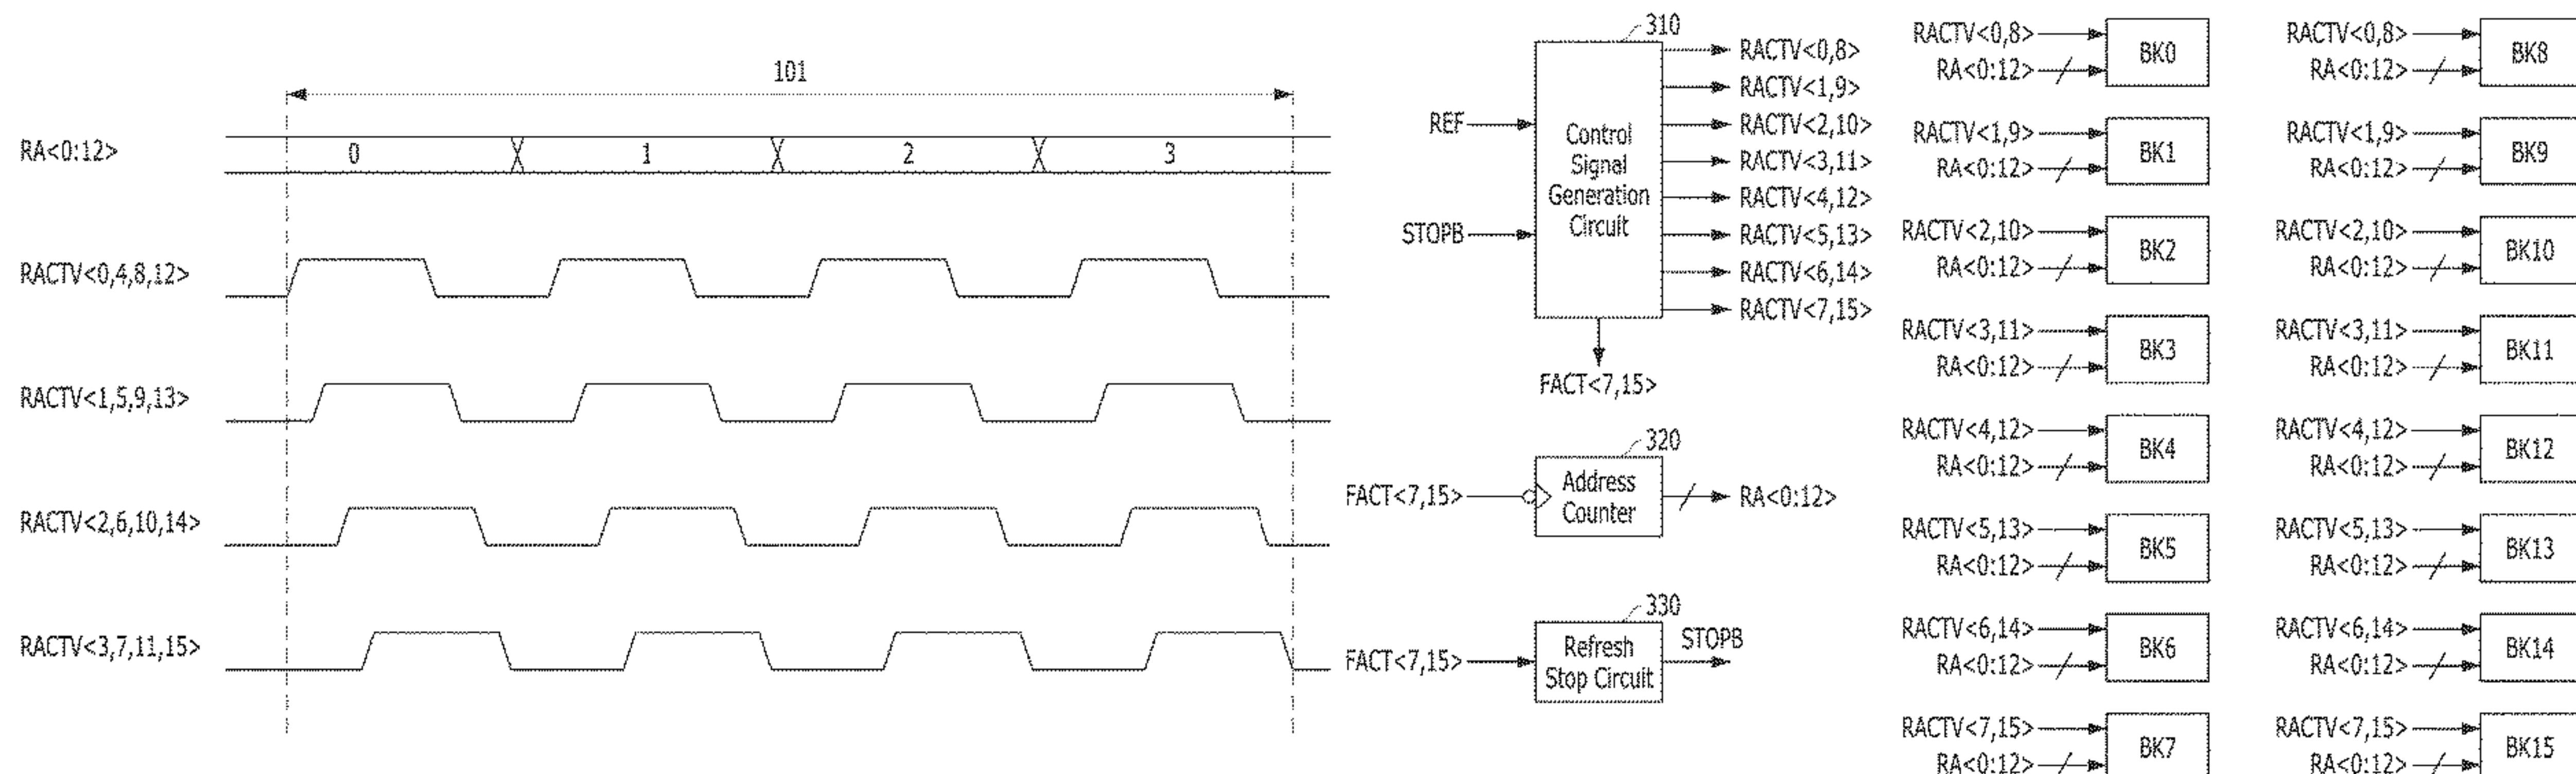 101
RA<0:12>
0
1
2
3
RACTV<0,4,8,12>
RACTV<1,5,9,13>
RACTV<2,6,10,14>
RACTV<3,7,11,15>
310
REF
STOPB
Control
Signal
Generation
Circuit
RACTV<0,8>
RACTV<1,9>
RACTV<2,10>
RACTV<3,11>
RACTV<4,12>
RACTV<5,13>
RACTV<6,14>
RACTV<7,15>
FACT<7,15>
320
FACT<7,15>
Address
Counter
RA<0:12>
330
FACT<7,15>
Refresh
Stop Circuit
STOPB
RACTV<0,8>
RA<0:12>
BK0
RACTV<1,9>
RA<0:12>
BK1
RACTV<2,10>
RA<0:12>
BK2
RACTV<3,11>
RA<0:12>
BK3
RACTV<4,12>
RA<0:12>
BK4
RACTV<5,13>
RA<0:12>
BK5
RACTV<6,14>
RA<0:12>
BK6
RACTV<7,15>
RA<0:12>
BK7
RACTV<0,8>
RA<0:12>
BK8
RACTV<1,9>
RA<0:12>
BK9
RACTV<2,10>
RA<0:12>
BK10
RACTV<3,11>
RA<0:12>
BK11
RACTV<4,12>
RA<0:12>
BK12
RACTV<5,13>
RA<0:12>
BK13
RACTV<6,14>
RA<0:12>
BK14
RACTV<7,15>
RA<0:12>
BK15